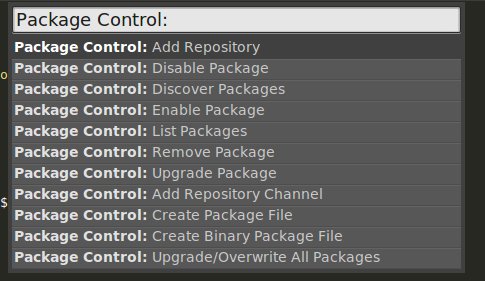 Package Control:
Package Control: Add Repository
Package Control: Disable Package
Package Control: Discover Packages
Package Control: Enable Package
Package Control: List Packages
Package Control: Remove Package
Package Control: Upgrade Package
Package Control: Add Repository Channel
Package Control: Create Package File
Package Control: Create Binary Package File
Package Control: Upgrade/Overwrite All Packages